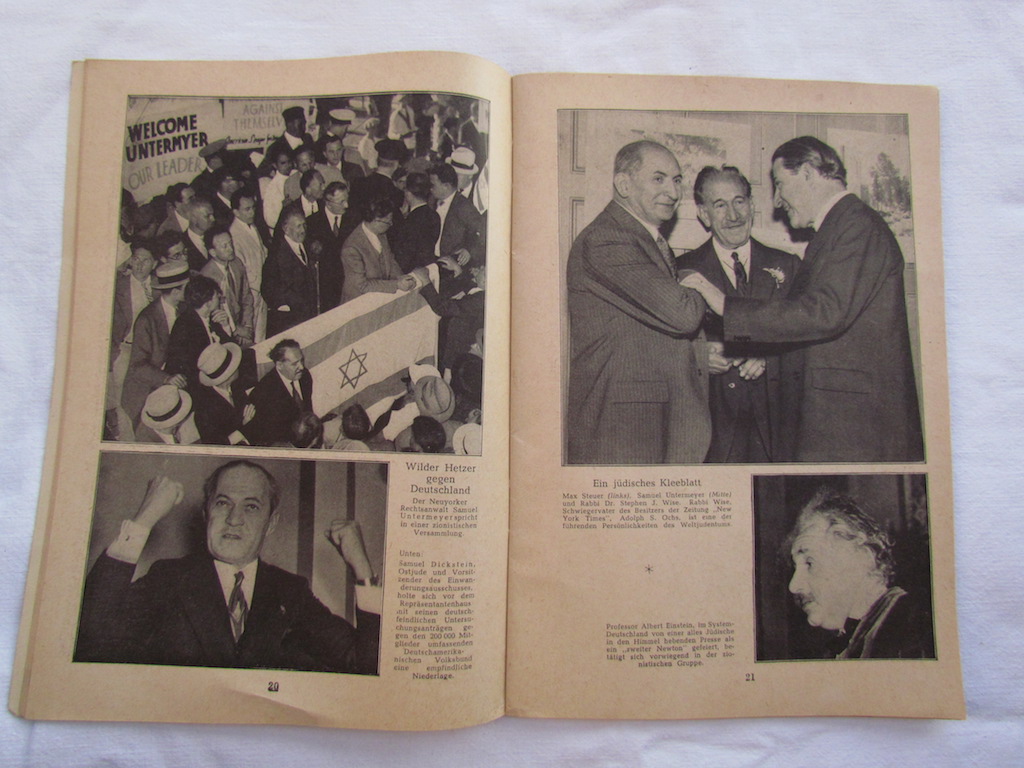 WELCOME
UNTERMYER
OUR LEADER
AGAINST
THEMSELV
Wilder Hetzer
gegen
Deutschland
Der Neuyorker
Rechtsanwalt Samuel
Untermeyer spricht
in einer zionistischen
Versammlung.
Unten:
Samuel Dickstein,
Ostjude und Vorsit-
zender des Einwan-
derungsausschusses,
holte sich vor dem
Repräsentantenhaus
mit seinen deutsch-
feindlichen Untersu-
chungsanträgen ge-
gen den 200 000 Mit-
glieder umfassenden
Deutschamerika-
nischen Volksbund
eine empfindliche
Niederlage.
20
Ein jüdisches Kleeblatt
Max Steuer (links), Samuel Untermeyer (Mitte)
und Rabbi Dr. Stephen J. Wise. Rabbi Wise,
Schwiegervater des Besitzers der Zeitung „New
York Times", Adolph S. Ochs, ist eine der
führenden Persönlichkeiten des Weltjudentums.
*
Professor Albert Einstein, im System-
Deutschland von einer alles Jüdische
in den Himmel hebenden Presse als
ein „zweiter Newton" gefeiert, be-
tätigt sich vorwiegend in der zio-
nistischen Gruppe.
21